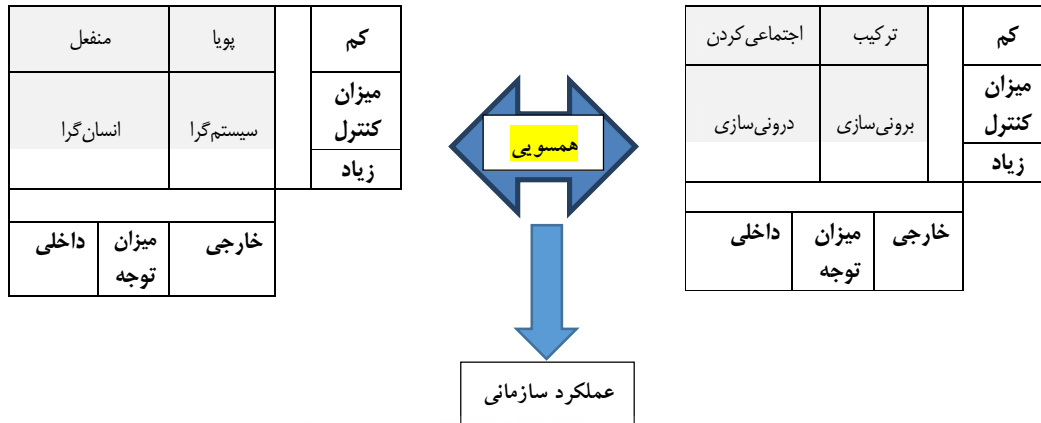 کم
ترکیب
اجتماعی‌کردن
میزان
کنترل
برونی‌سازی
درونی‌سازی
زیاد
خارجی
میزان
توجه
داخلی
همسویی
کم
پویا
منفعل
میزان
کنترل
سیستم‌گرا
انسان‌گرا
زیاد
خارجی
میزان
توجه
داخلی
عملکرد سازمانی